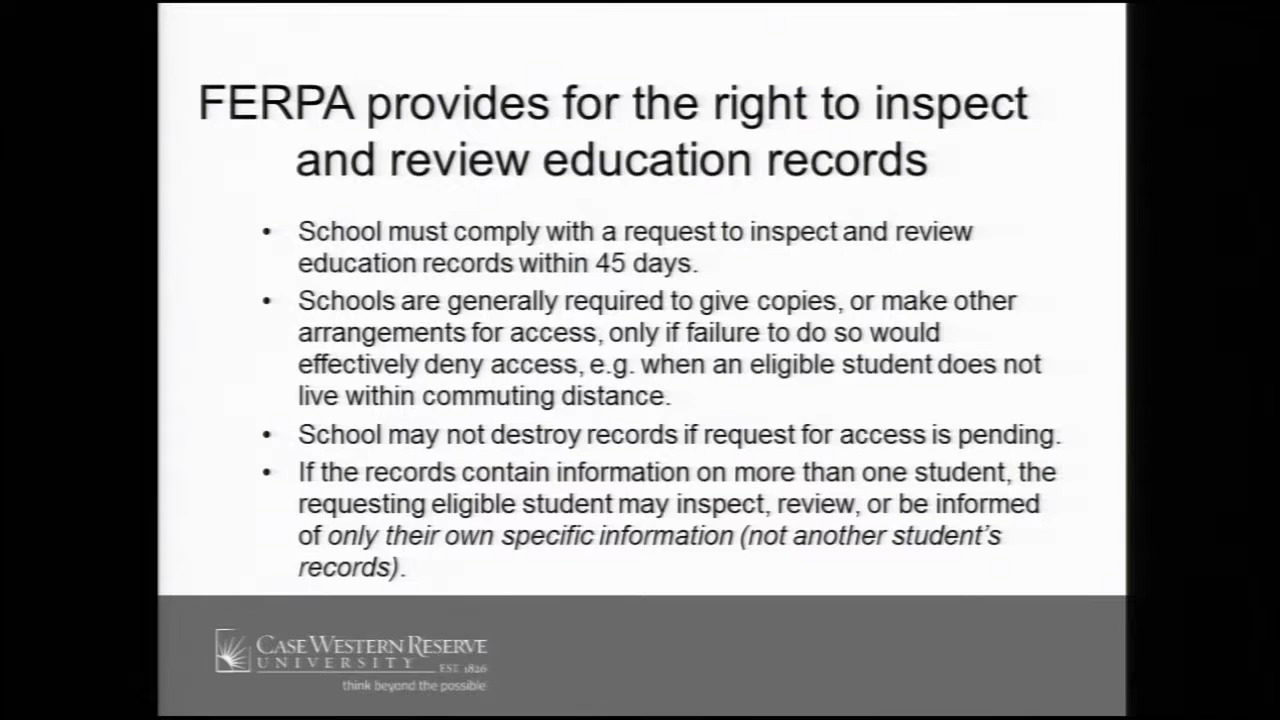 FERPA provides for the right to inspect
and review education records
• School must comply with a request to inspect and review
education records within 45 days.
• Schools are generally required to give copies, or make other
arrangements for access, only if failure to do so would
effectively deny access, e.g. when an eligible student does not
live within commuting distance.
• School may not destroy records if request for access is pending.
• If the records contain information on more than one student, the
requesting eligible student may inspect, review, or be informed
of only their own specific information (not another student's
records).
CASE WESTERN RESERVE
UNIVERSITY EST. 1826
think beyond the possible